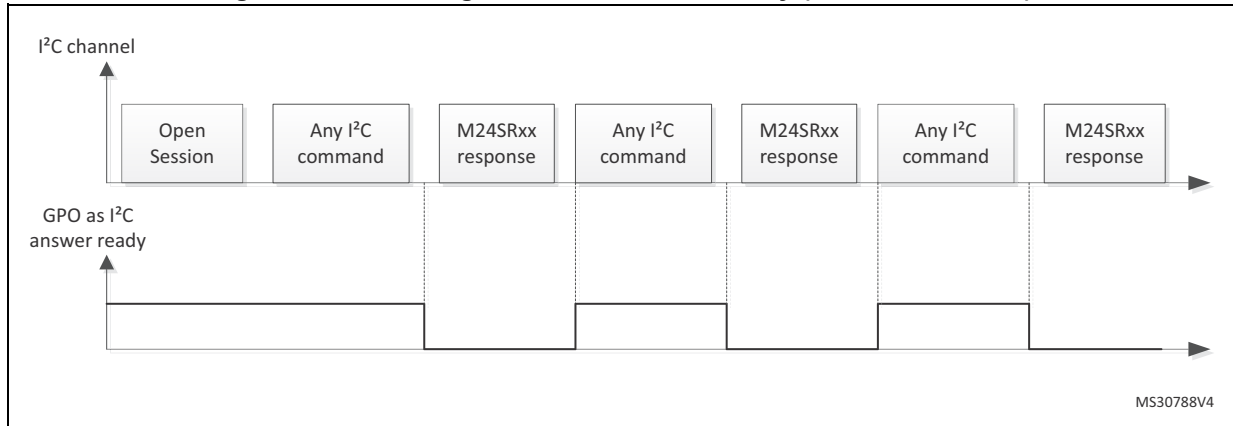 I²C channel
Open
Session
Any I²C
command
M24SRxx
response
Any I²C
command
M24SRxx
response
Any I²C
command
M24SRxx
response
GPO as I²C
answer ready
MS30788V4